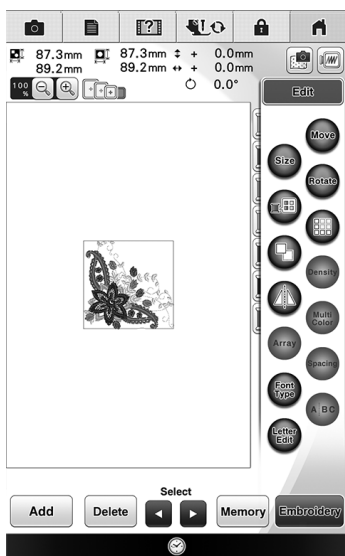 87.3mm 87.3mm + 0.0mm
89.2mm 89.2mm + 0.0mm
100 % 0.0°
Edit
Move
Size
Rotate
Density
Multi Color
Array
Spacing
Font Type
A BC
Letter Edit
Select
Add Delete Memory Embroidery